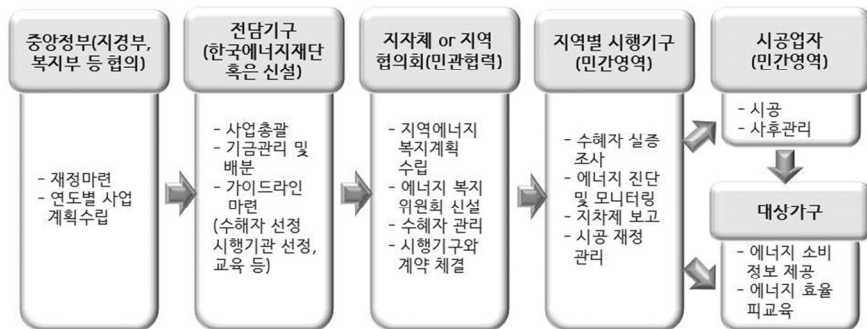 중앙정부(지경부,
복지부 등 협의)
- 재정마련
- 연도별 사업
계획수립
전담기구
(한국에너지재단
혹은 신설)
- 사업총괄
- 기금관리 및
배분
- 가이드라인
마련
(수해자 선정
시행기관 선정,
교육 등)
지자체 or 지역
협의회(민관협력)
- 지역에너지
복지계획
수립
- 에너지 복지
위원회 신설
- 수혜자 관리
- 시행기구와
계약 체결
지역별 시행기구
(민간영역)
- 수혜자 실증
조사
- 에너지 진단
및 모니터링
- 지차제 보고
- 시공 재정
관리
시공업자
(민간영역)
- 시공
- 사후관리
대상가구
- 에너지 소비
정보 제공
- 에너지 효율
피교육